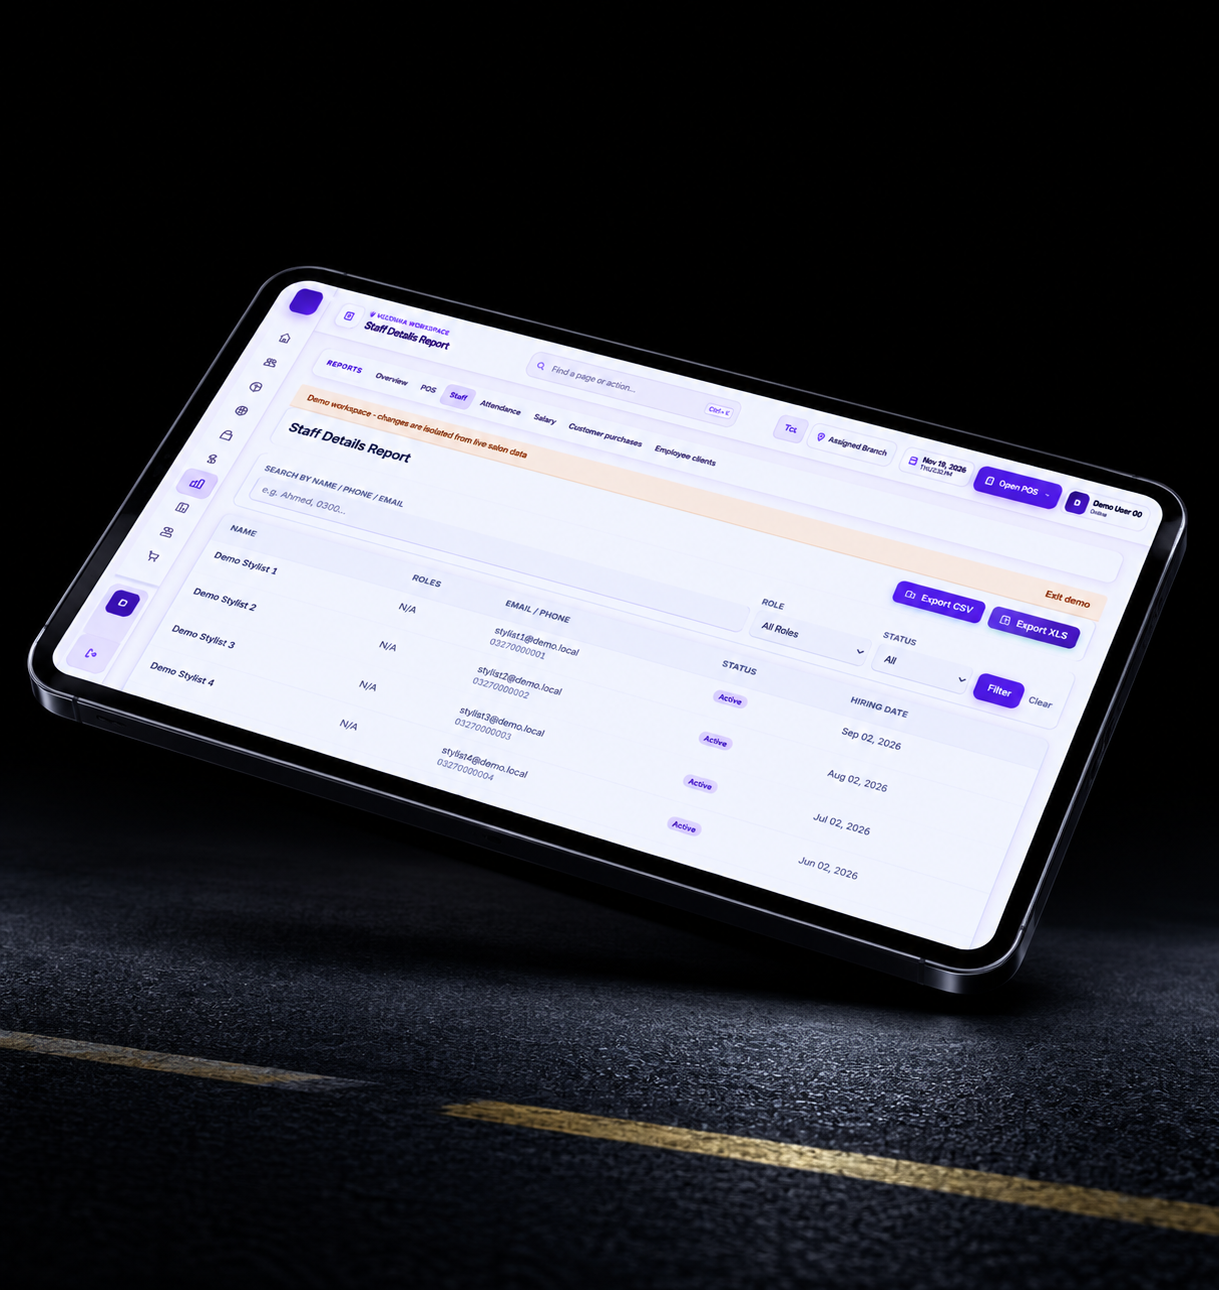 WORKSPACE
Staff Details Report
Find a page or action...
Ctrl+K
Assigned Branch
Nov 19, 2026
Open POS
D
Demo User 00
Online
REPORTS
Overview
POS
Staff
Attendance
Salary
Customer purchases
Employee clients
Demo workspace - changes are isolated from live salon data
Exit demo
Staff Details Report
Export CSV
Export XLS
SEARCH BY NAME / PHONE / EMAIL
e.g. Ahmed, 0300...
ROLE
All Roles
STATUS
All
Filter
Clear
NAME
ROLES
EMAIL / PHONE
STATUS
HIRING DATE
Demo Stylist 1
N/A
stylist1@demo.local
03270000001
Active
Sep 02, 2026
Demo Stylist 2
N/A
stylist2@demo.local
03270000002
Active
Aug 02, 2026
Demo Stylist 3
N/A
stylist3@demo.local
03270000003
Active
Jul 02, 2026
Demo Stylist 4
N/A
stylist4@demo.local
03270000004
Active
Jun 02, 2026
D